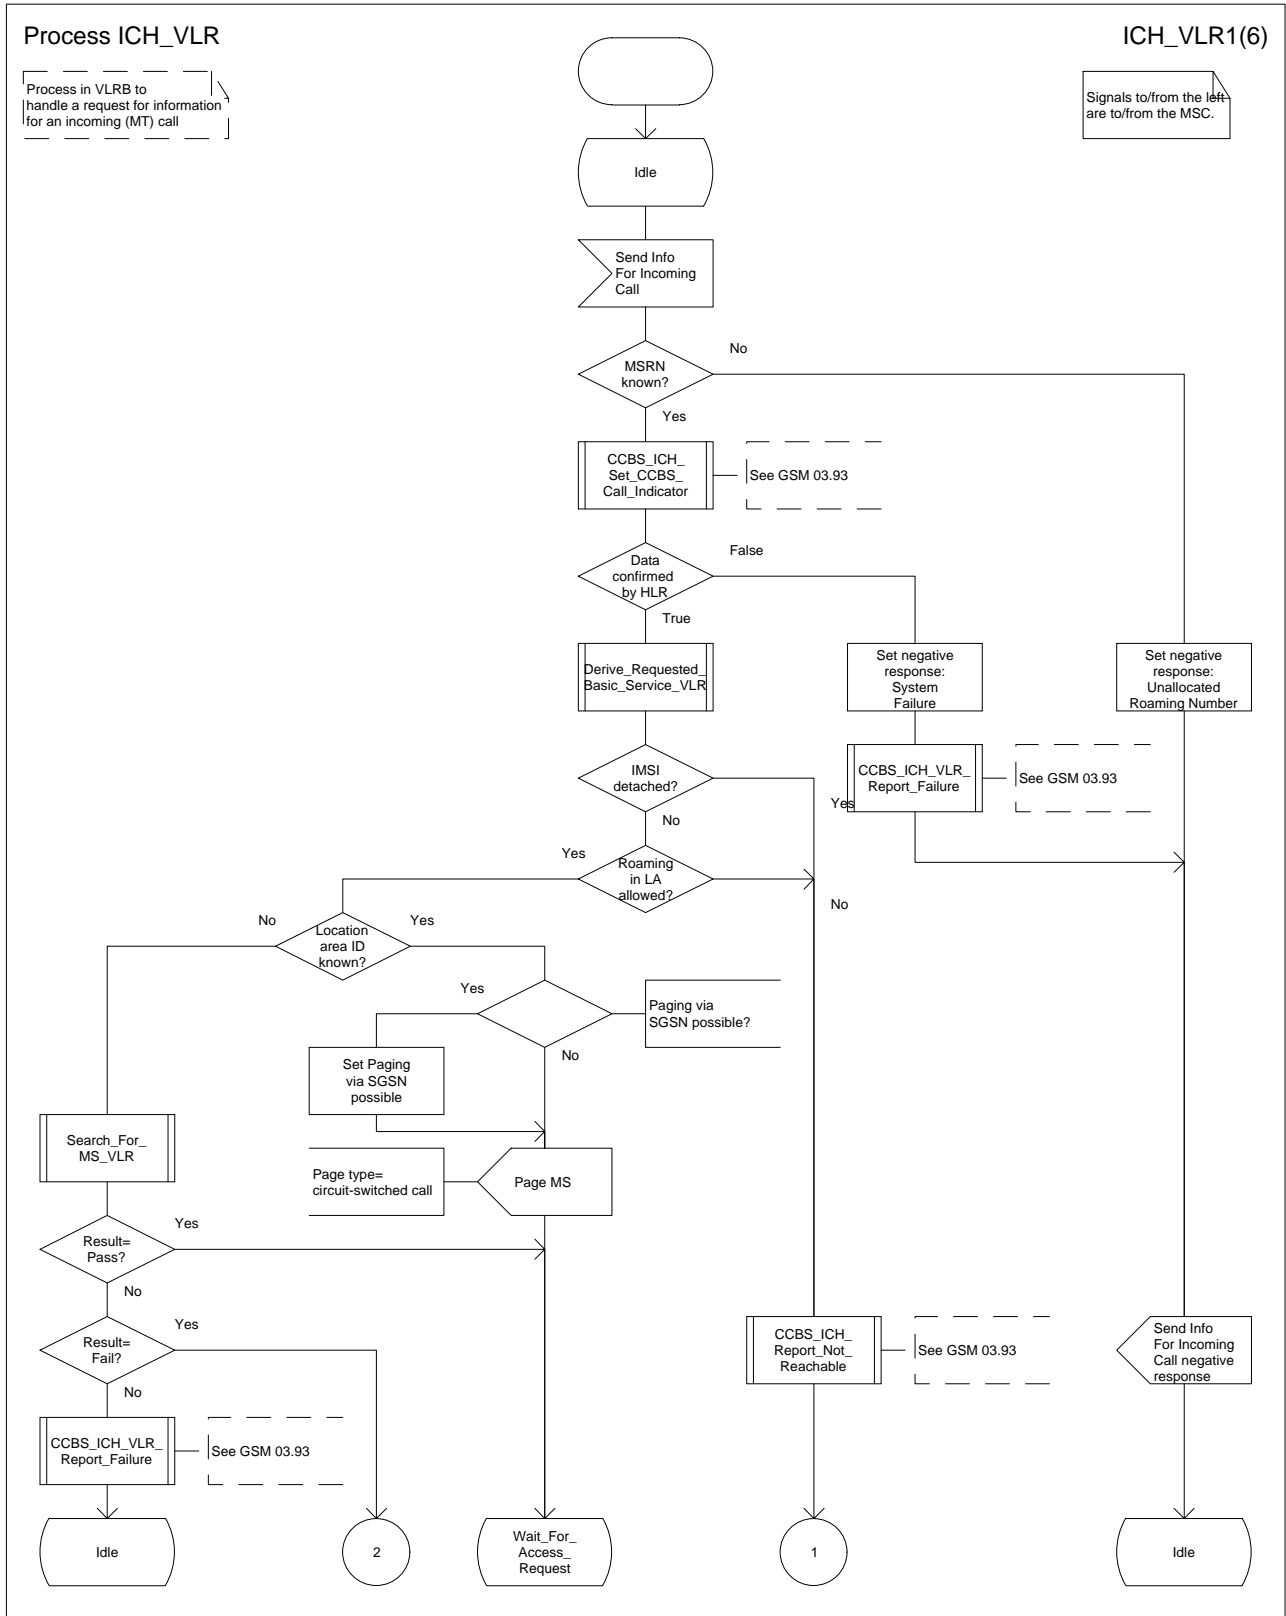 Process ICH_VLR
ICH_VLR1(6)
Process in VLRB to
handle a request for information
for an incoming (MT) call
Signals to/from the left
are to/from the MSC.
Idle
Send Info
For Incoming
Call
No
MSRN
known?
Yes
CCBS_ICH_
Set_CCBS_
Call_Indicator
See GSM 03.93
False
Data
confirmed
by HLR
True
Derive_Requested_
Basic_Service_VLR
Set negative
response:
System
Failure
Set negative
response:
Unallocated
Roaming Number
IMSI
detached?
CCBS_ICH_VLR_
Report_Failure
See GSM 03.93
Yes
No
Yes
Roaming
in LA
allowed?
No
No
Yes
Location
area ID
known?
Yes
Paging via
SGSN possible?
No
Set Paging
via SGSN
possible
Search_For_
MS_VLR
Page type=
circuit-switched call
Page MS
Yes
Result=
Pass?
No
Yes
Result=
Fail?
No
CCBS_ICH_
Report_Not_
Reachable
See GSM 03.93
Send Info
For Incoming
Call negative
response
CCBS_ICH_VLR_
Report_Failure
See GSM 03.93
Idle
2
Wait_For_
Access_
Request
1
Idle